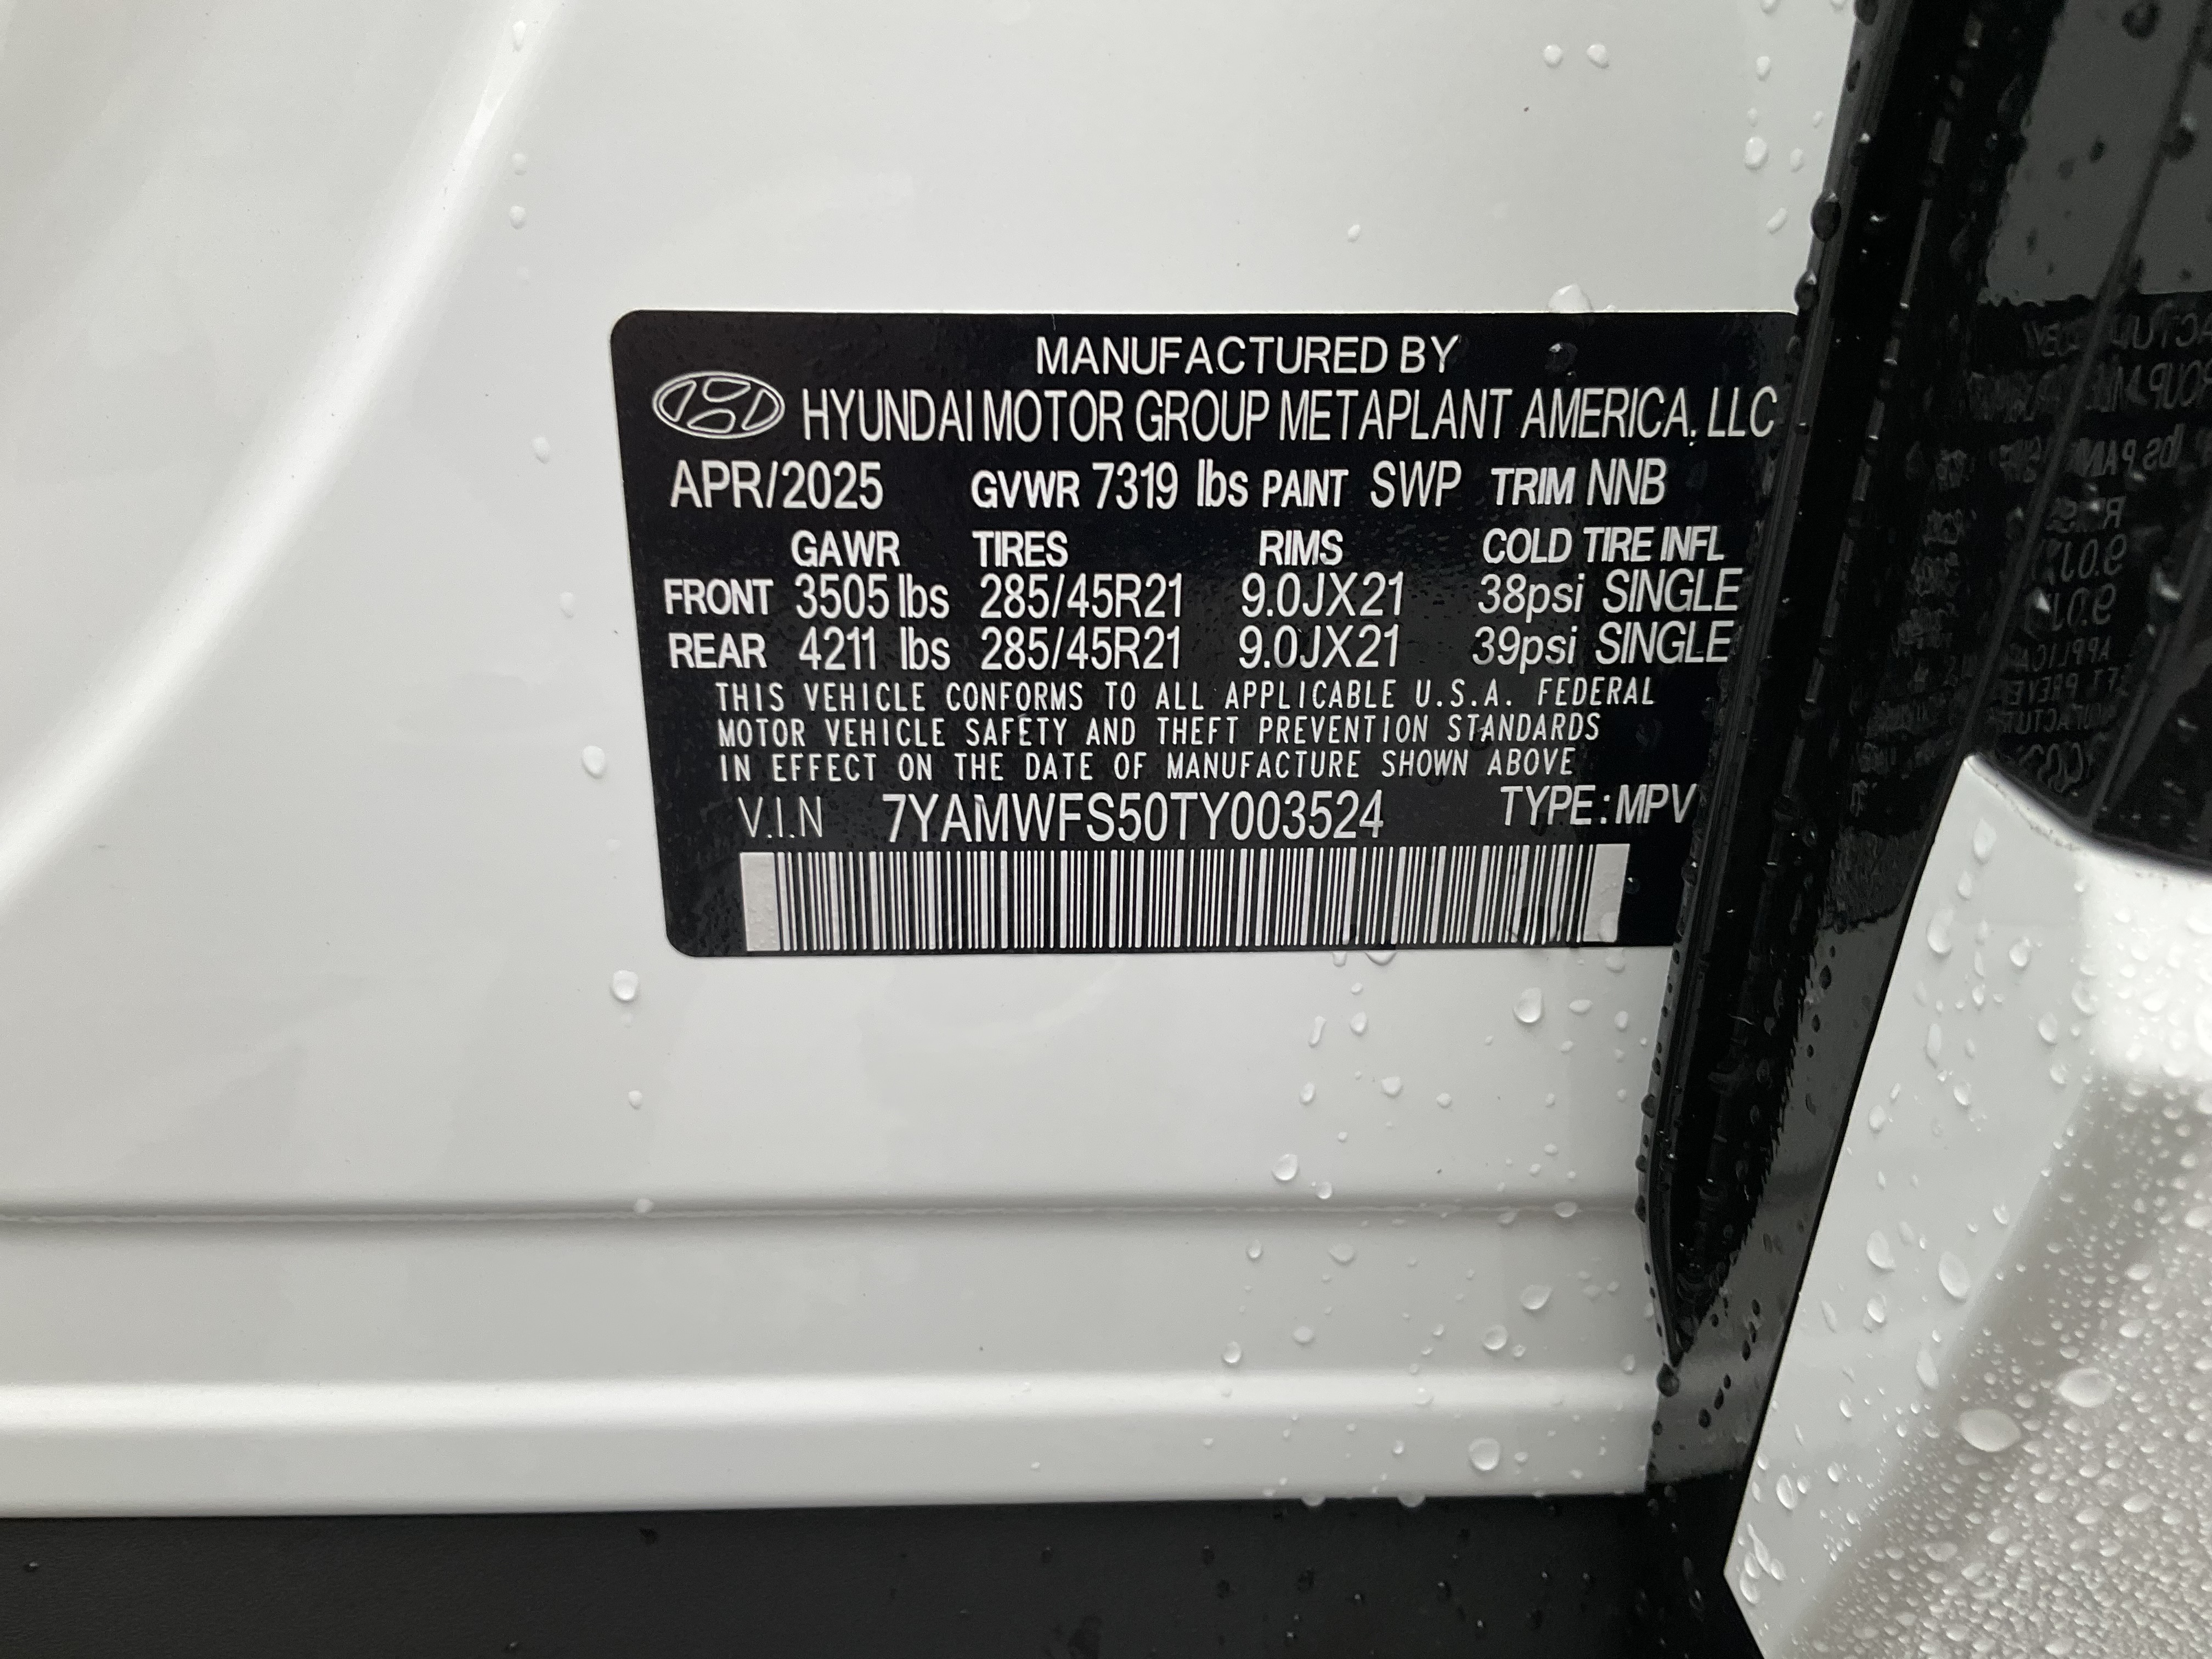 MANUFACTURED BY
HYUNDAI MOTOR GROUP METAPLANT AMERICA, LLC
APR/2025 GVWR 7319 lbs PAINT SWP TRIM NNB
GAWR TIRES RIMS COLD TIRE INFL
FRONT 3505 lbs 285/45R21 9.0JX21 38psi SINGLE
REAR 4211 lbs 285/45R21 9.0JX21 39psi SINGLE
THIS VEHICLE CONFORMS TO ALL APPLICABLE U.S.A. FEDERAL
MOTOR VEHICLE SAFETY AND THEFT PREVENTION STANDARDS
IN EFFECT ON THE DATE OF MANUFACTURE SHOWN ABOVE
V.I.N 7YAMWFS50TY003524 TYPE:MPV